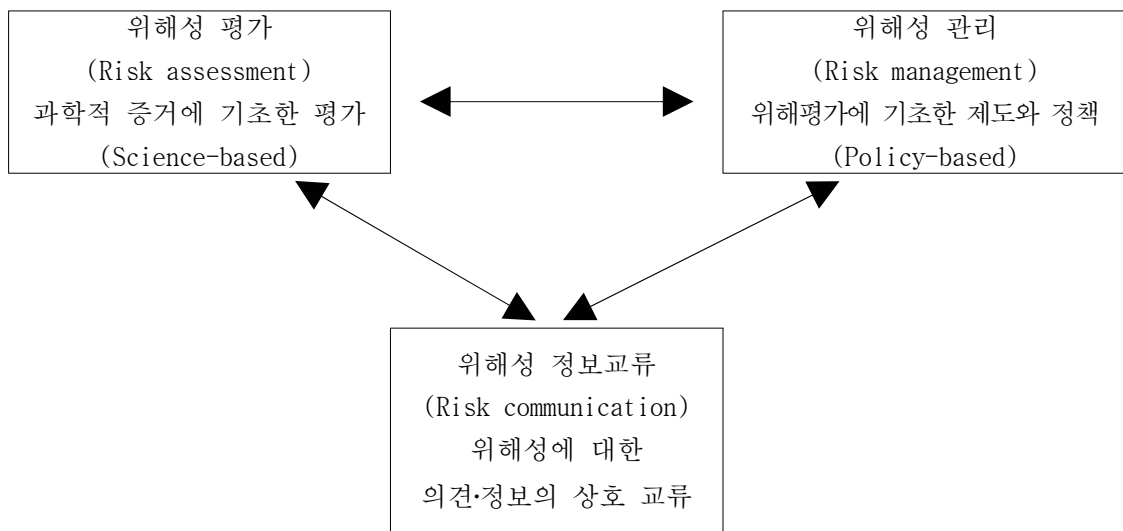 위해성 평가
(Risk assessment)
과학적 증거에 기초한 평가
(Science-based)
위해성 관리
(Risk management)
위해평가에 기초한 제도와 정책
(Policy-based)
위해성 정보교류
(Risk communication)
위해성에 대한
의견·정보의 상호 교류